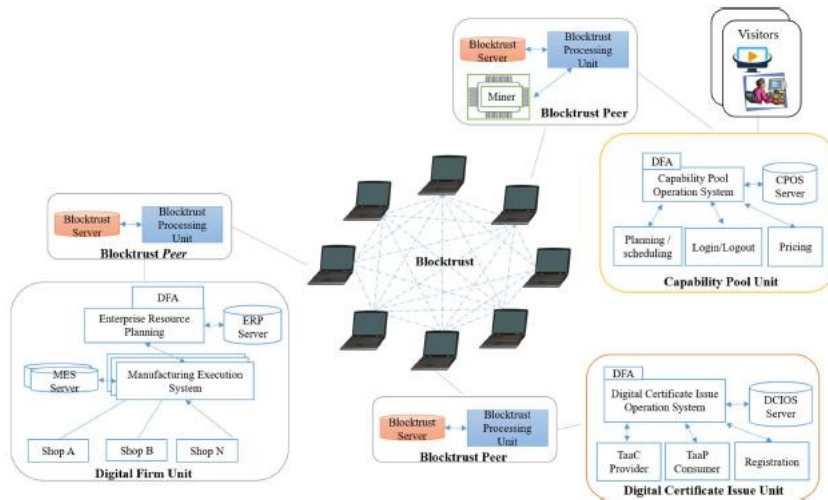 Visitors
Blocktrust
Server
Blocktrust
Processing
Unit
Miner
Blocktrust Peer
DFA
Capability Pool
Operation System
CPOS
Server
Planning /
scheduling
Login/Logout
Pricing
Capability Pool Unit
Blocktrust
Server
Blocktrust
Processing
Unit
Blocktrust Peer
Blocktrust
DFA
Enterprise Resource
Planning
ERP
Server
MES
Server
Manufacturing Execution
System
Shop A
Shop B
Shop N
Digital Firm Unit
Blocktrust
Server
Blocktrust
Processing
Unit
Blocktrust Peer
DFA
Digital Certificate Issue
Operation System
DCIOS
Server
TaaC
Provider
TaaP
Consumer
Registration
Digital Certificate Issue Unit